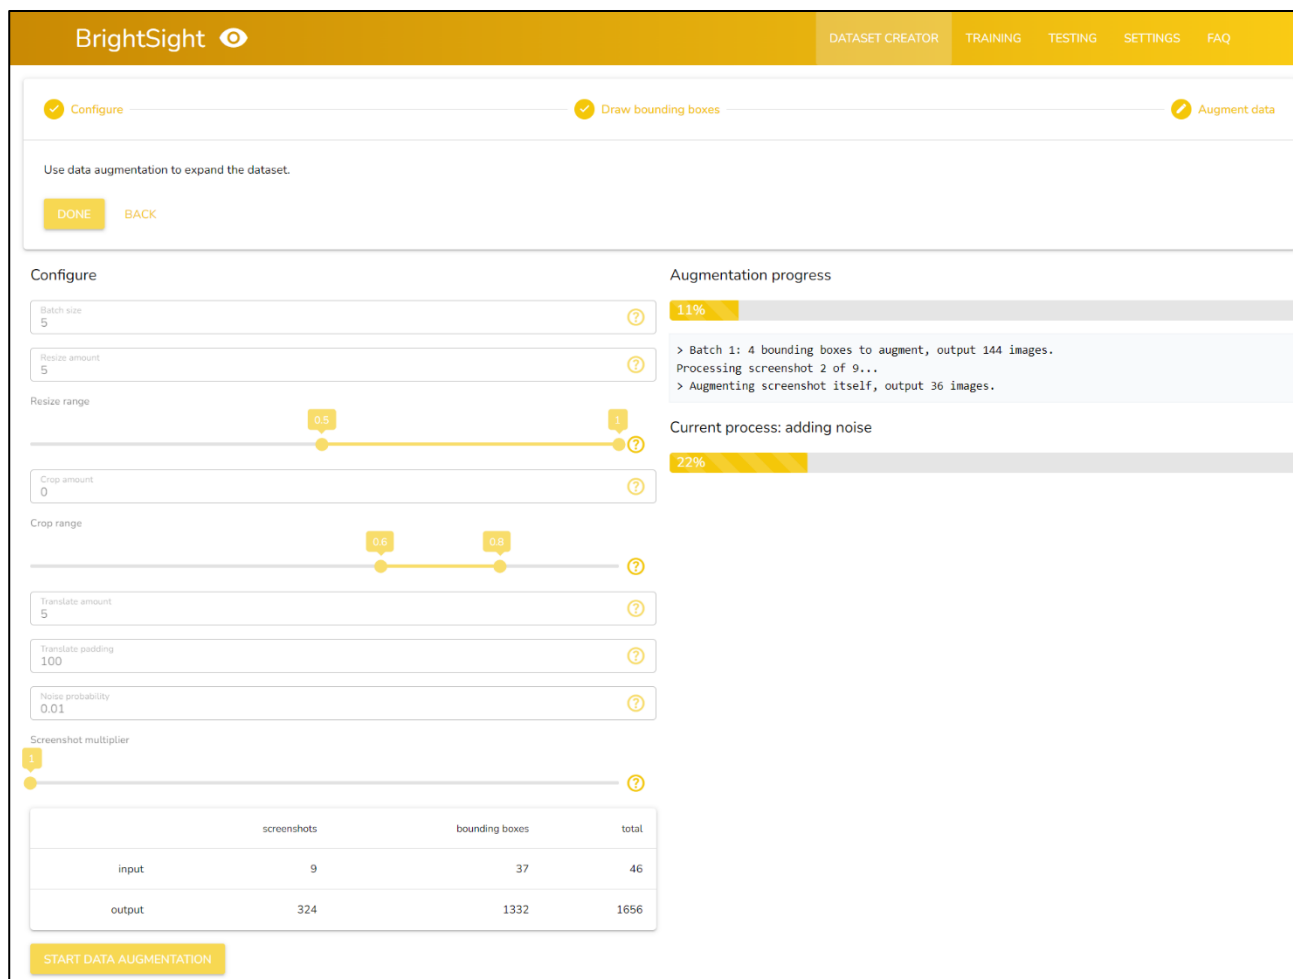 BrightSight
DATASET CREATOR TRAINING TESTING SETTINGS FAQ
Configure Draw bounding boxes Augment data
Use data augmentation to expand the dataset.
DONE BACK
Configure
Batch size
5
Resize amount
5
Resize range
0.5 1
Crop amount
0
Crop range
0.6 0.8
Translate amount
5
Translate padding
100
Noise probability
0.01
Screenshot multiplier
1
screenshots bounding boxes total
input 9 37 46
output 324 1332 1656
START DATA AUGMENTATION
Augmentation progress
11%
> Batch 1: 4 bounding boxes to augment, output 144 images.
Processing screenshot 2 of 9...
> Augmenting screenshot itself, output 36 images.
Current process: adding noise
22%